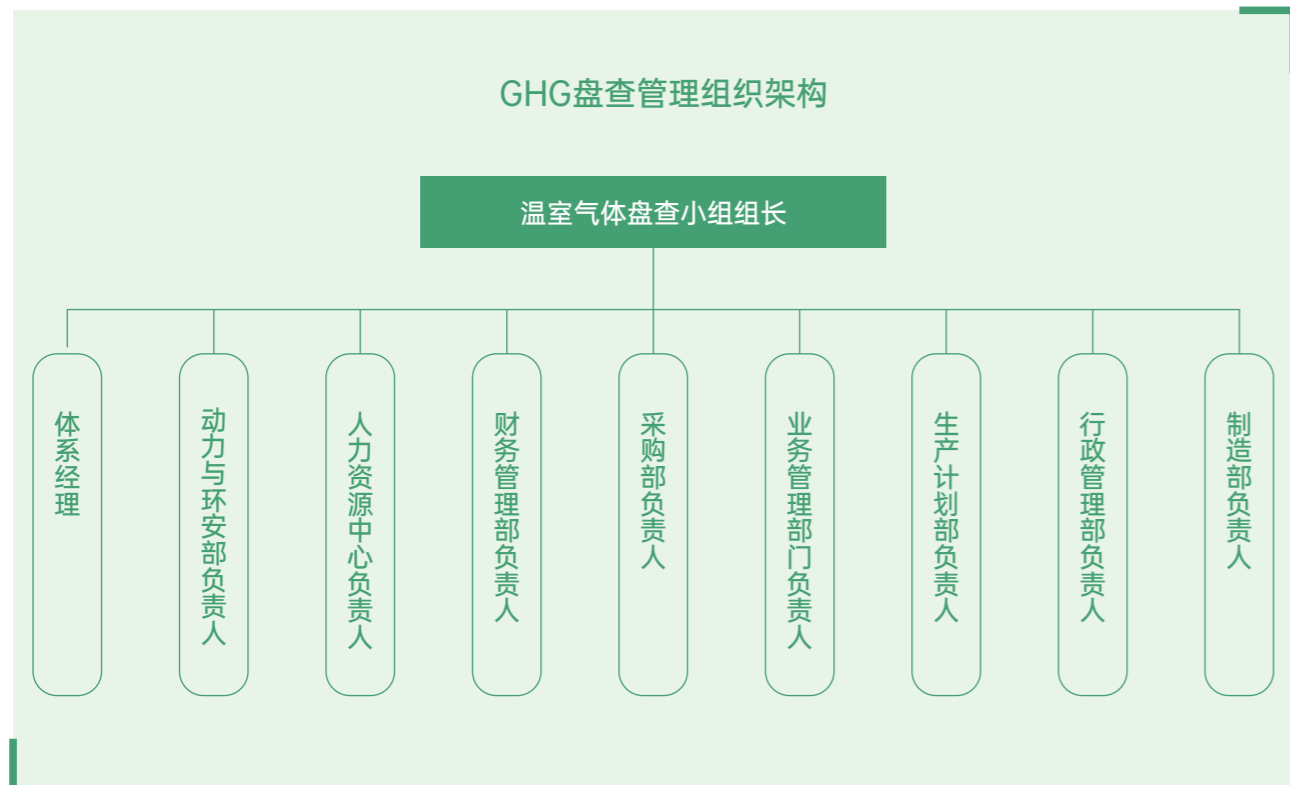 GHG盘查管理组织架构
温室气体盘查小组组长
体系经理
动力与环安部负责人
人力资源中心负责人
财务管理部负责人
采购部负责人
业务管理部门负责人
生产计划部负责人
行政管理部负责人
制造部负责人